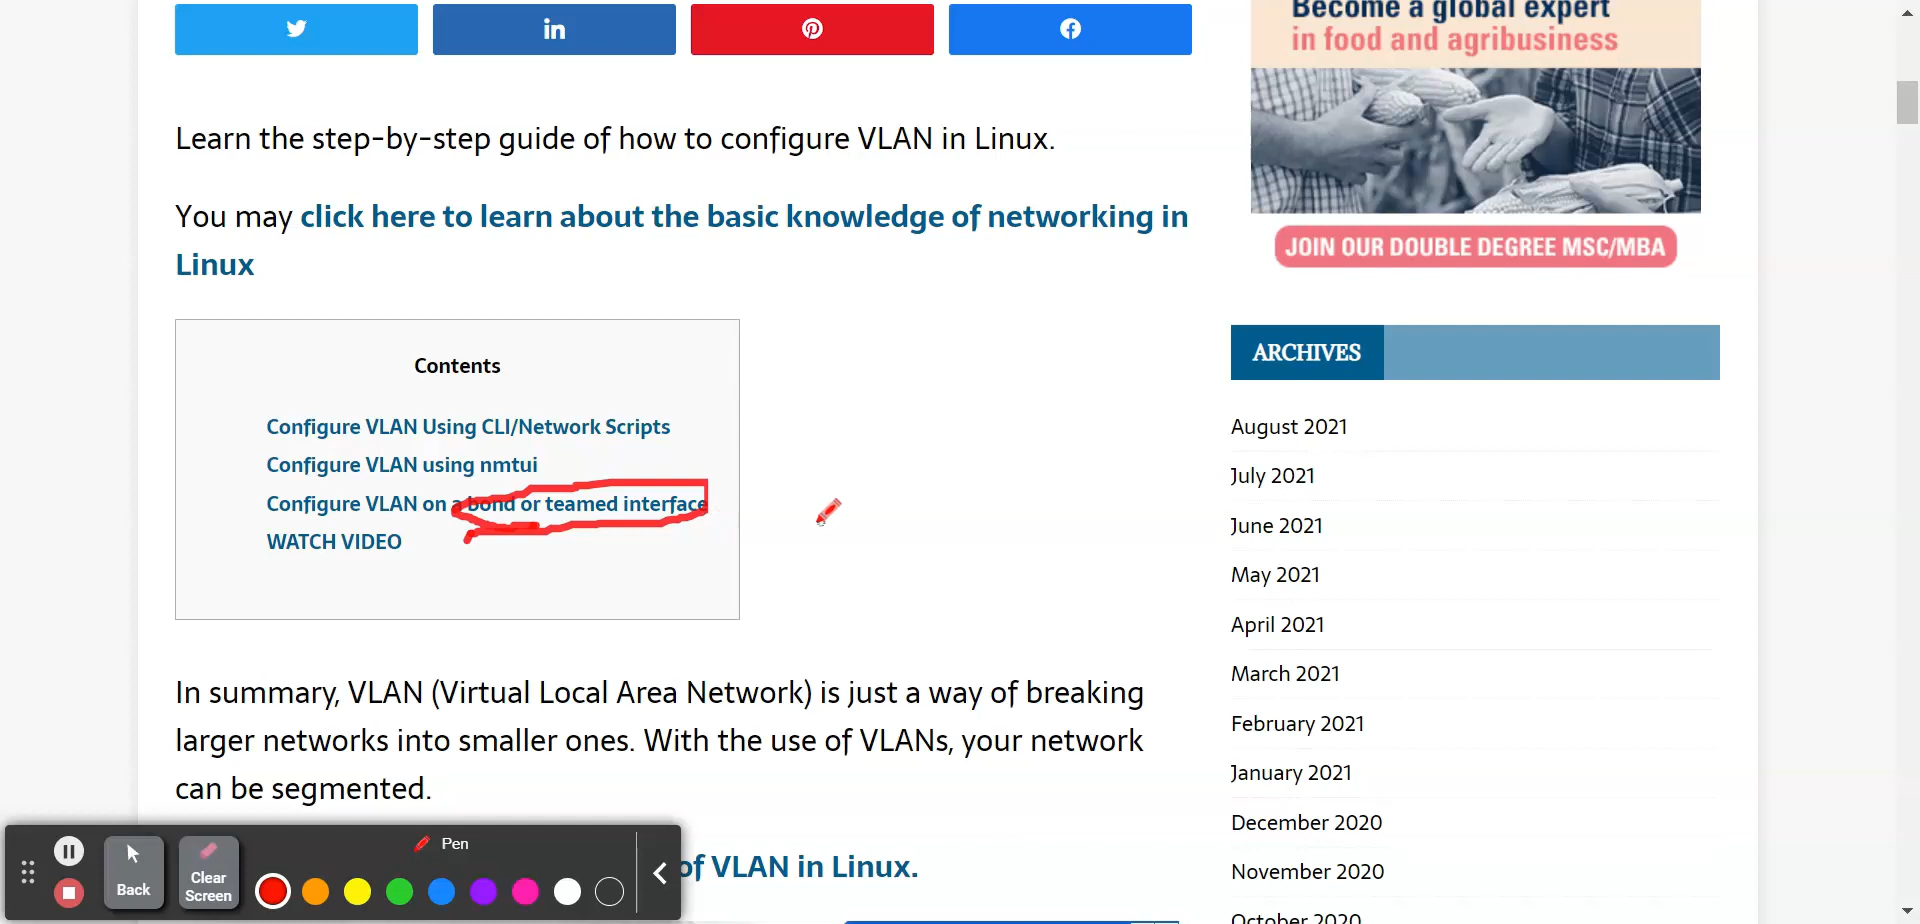 Learn the step-by-step guide of how to configure VLAN in Linux.
You may click here to learn about the basic knowledge of networking in
Linux
Contents
Configure VLAN Using CLI/Network Scripts
Configure VLAN using nmtui
Configure VLAN on a bond or teamed interface
WATCH VIDEO
In summary, VLAN (Virtual Local Area Network) is just a way of breaking
larger networks into smaller ones. With the use of VLANs, your network
can be segmented.
of VLAN in Linux.
Become a global expert
in food and agribusiness
JOIN OUR DOUBLE DEGREE MSC/MBA
ARCHIVES
August 2021
July 2021
June 2021
May 2021
April 2021
March 2021
February 2021
January 2021
December 2020
November 2020
October 2020
Pen
Back
Clear
Screen